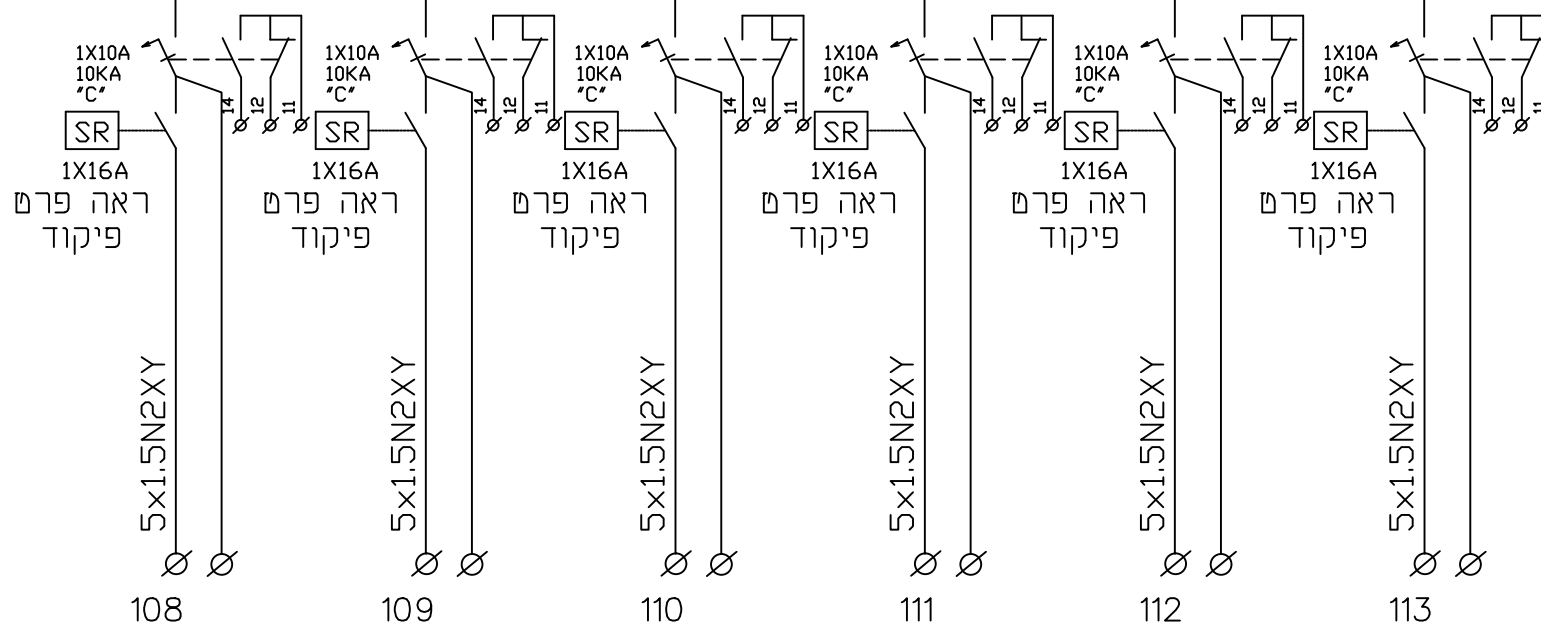 1X10A
10KA
"C"
14
12
11
SR
1X16A
ראה פרט
פיקוד
5x1.5N2XY
108
1X10A
10KA
"C"
14
12
11
SR
1X16A
ראה פרט
פיקוד
5x1.5N2XY
109
1X10A
10KA
"C"
14
12
11
SR
1X16A
ראה פרט
פיקוד
5x1.5N2XY
110
1X10A
10KA
"C"
14
12
11
SR
1X16A
ראה פרט
פיקוד
5x1.5N2XY
111
1X10A
10KA
"C"
14
12
11
SR
1X16A
ראה פרט
פיקוד
5x1.5N2XY
112
1X10A
10KA
"C"
14
12
11
SR
1X16A
ראה פרט
פיקוד
5x1.5N2XY
113